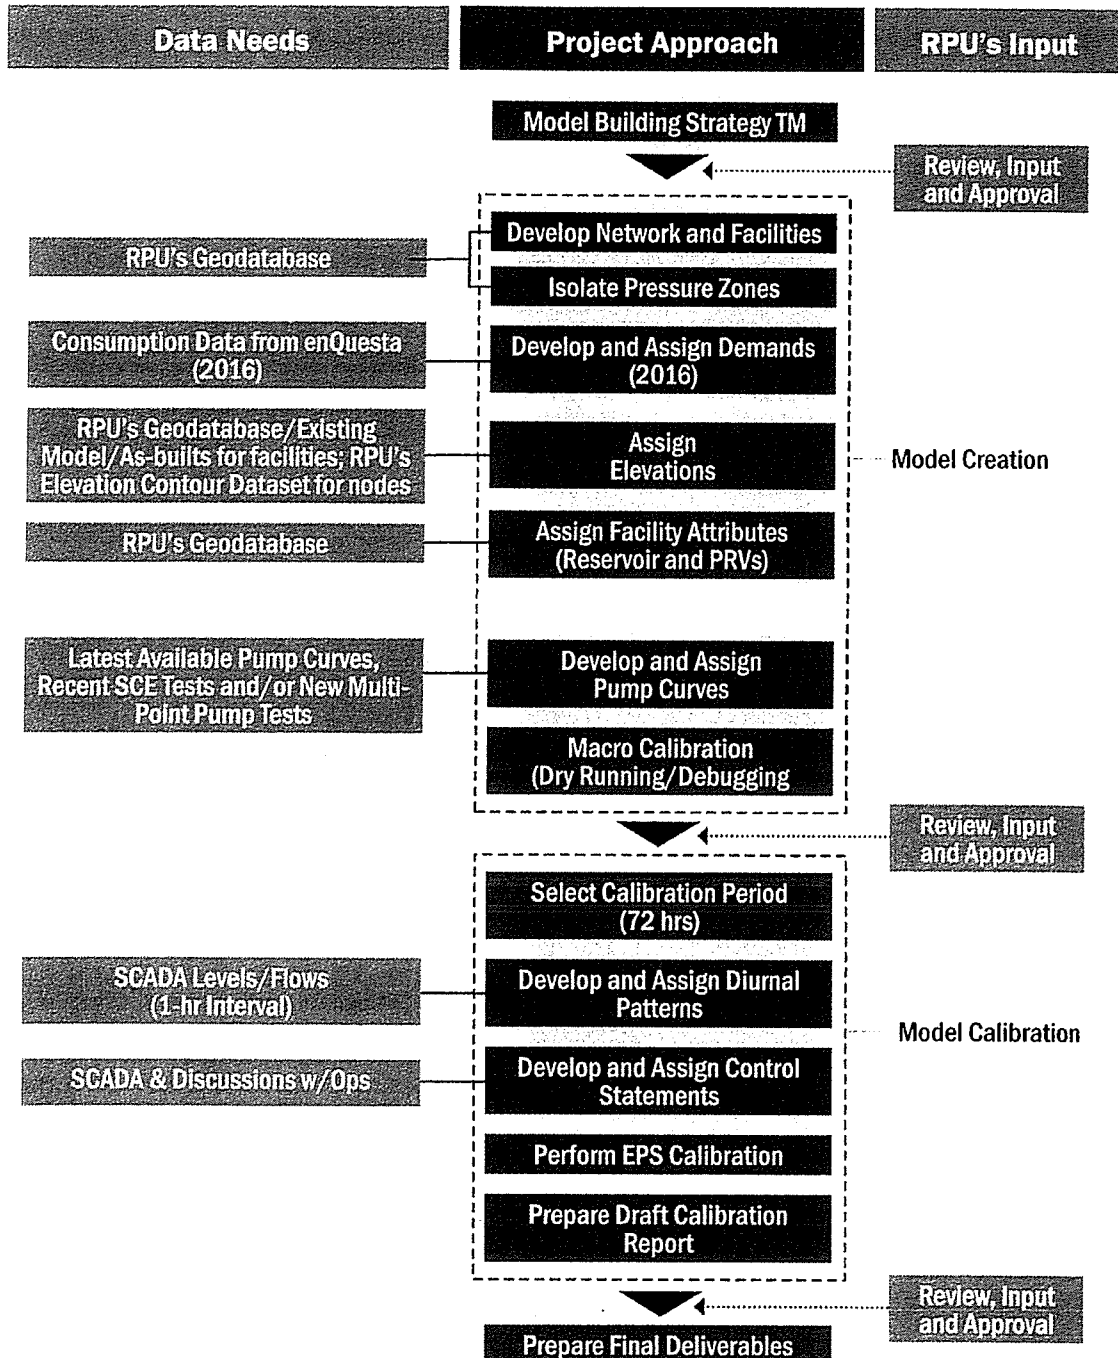 Data Needs
Project Approach
RPU's Input
Model Building Strategy TM
Review, Input
and Approval
Develop Network and Facilities
RPU's Geodatabase
Isolate Pressure Zones
Consumption Data from enQuesta
(2016)
Develop and Assign Demands
(2016)
RPU's Geodatabase/Existing
Model/As-builts for facilities; RPU's
Elevation Contour Dataset for nodes
Assign
Elevations
Model Creation
RPU's Geodatabase
Assign Facility Attributes
(Reservoir and PRVs)
Latest Available Pump Curves,
Recent SCE Tests and/or New Multi-
Point Pump Tests
Develop and Assign
Pump Curves
Macro Calibration
(Dry Running/Debugging
Review, Input
and Approval
Select Calibration Period
(72 hrs)
SCADA Levels/Flows
(1-hr Interval)
Develop and Assign Diurnal
Patterns
Model Calibration
SCADA & Discussions w/Ops
Develop and Assign Control
Statements
Perform EPS Calibration
Prepare Draft Calibration
Report
Review, Input
and Approval
Prepare Final Deliverables